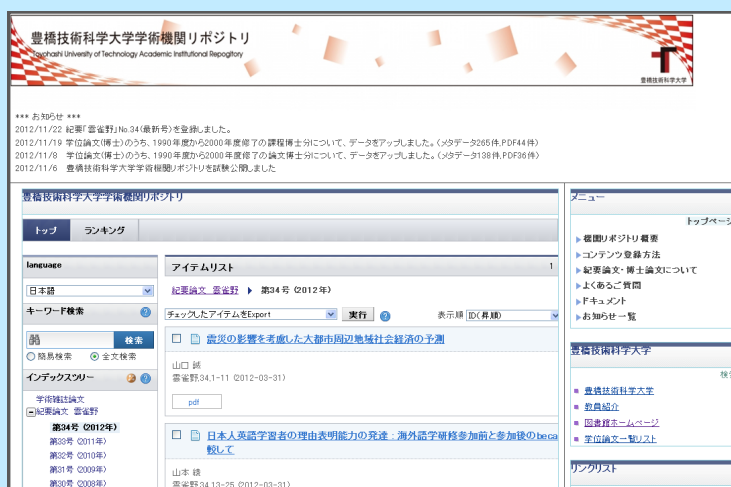 豊橋技術科学大学学術機関リポジトリ
Toyohashi University of Technology Academic Institutional Repogitory
豊橋技術科学大学
*** お知らせ ***
2012/11/22 紀要「雲雀野」No.34(最新号)を登録しました。
2012/11/19 学位論文(博士)のうち、1990年度から2000年度修了の課程博士分について、データをアップしました。(メタデータ265件,PDF44件)
2012/11/8 学位論文(博士)のうち、1990年度から2000年度修了の論文博士分について、データをアップしました。(メタデータ138件,PDF36件)
2012/11/6 豊橋技術科学大学学術機関リポジトリを試験公開しました
豊橋技術科学大学学術機関リポジトリ
トップ ランキング
language
日本語
キーワード検索
検索
簡易検索 全文検索
インデックスツリー
学術雑誌論文
紀要論文 雲雀野
第34号 (2012年)
第33号 (2011年)
第32号 (2010年)
第31号 (2009年)
第30号 (2008年)
アイテムリスト 1
紀要論文 雲雀野 第34号 (2012年)
チェックしたアイテムをExport 実行 表示順 ID(昇順)
震災の影響を考慮した大都市周辺地域社会経済の予測
山口 誠
雲雀野,34,1-11 (2012-03-31)
pdf
日本人英語学習者の理由表明能力の発達 : 海外語学研修参加前と参加後のbeca
較して
山本 綾
雲雀野,34,13-25 (2012-03-31)
メニュー
トップページ
機関リポジトリ概要
コンテンツ登録方法
紀要論文・博士論文について
よくあるご質問
ドキュメント
お知らせ一覧
豊橋技術科学大学
豊橋技術科学大学
教員紹介
図書館ホームページ
学位論文一覧リスト
リンクリスト